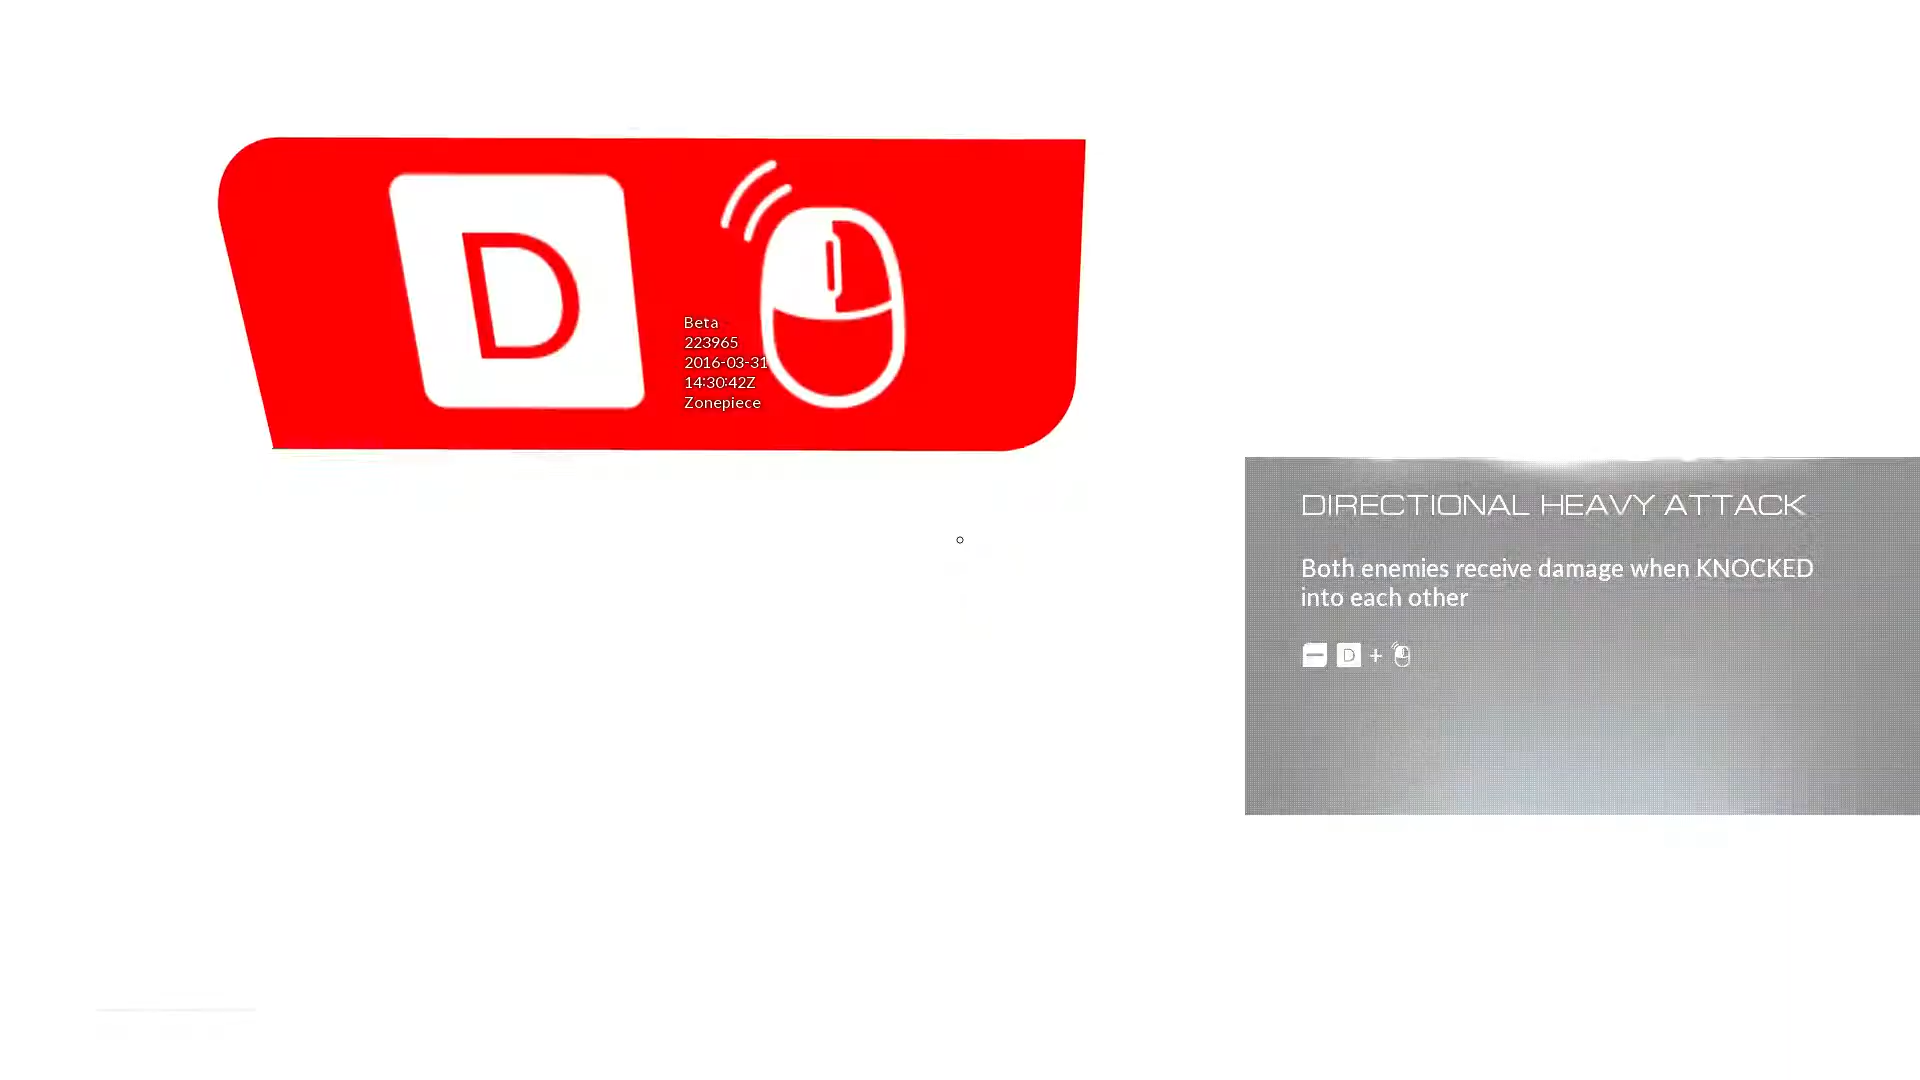 D
Beta
223965
2016-03-31
14:30:42Z
Zonepiece
DIRECTIONAL HEAVY ATTACK
Both enemies receive damage when KNOCKED
into each other
D +